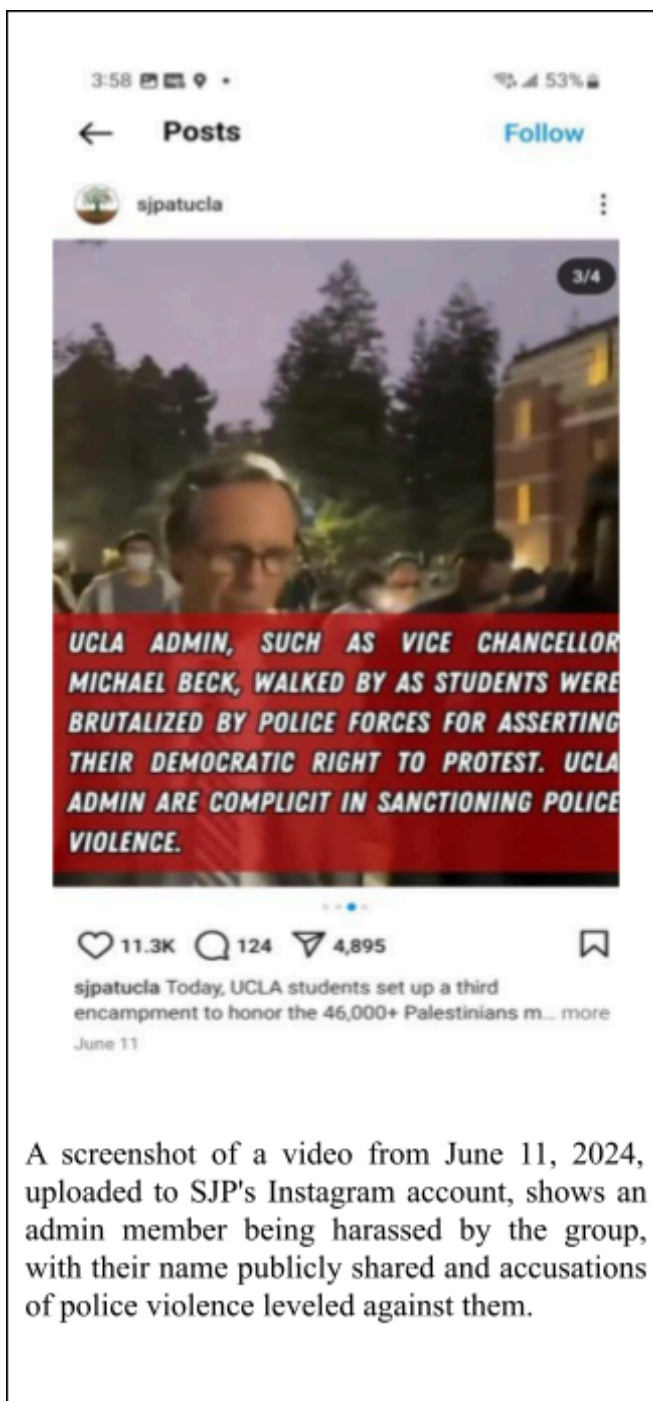 3:58
53%
Posts
Follow
sjpatucla
3/4
UCLA ADMIN, SUCH AS VICE CHANCELLOR
MICHAEL BECK, WALKED BY AS STUDENTS WERE
BRUTALIZED BY POLICE FORCES FOR ASSERTING
THEIR DEMOCRATIC RIGHT TO PROTEST. UCLA
ADMIN ARE COMPLICIT IN SANCTIONING POLICE
VIOLENCE.
11.3K 124 4,895
sjpatucla Today, UCLA students set up a third
encampment to honor the 46,000+ Palestinians m... more
June 11
A screenshot of a video from June 11, 2024,
uploaded to SJP's Instagram account, shows an
admin member being harassed by the group,
with their name publicly shared and accusations
of police violence leveled against them.